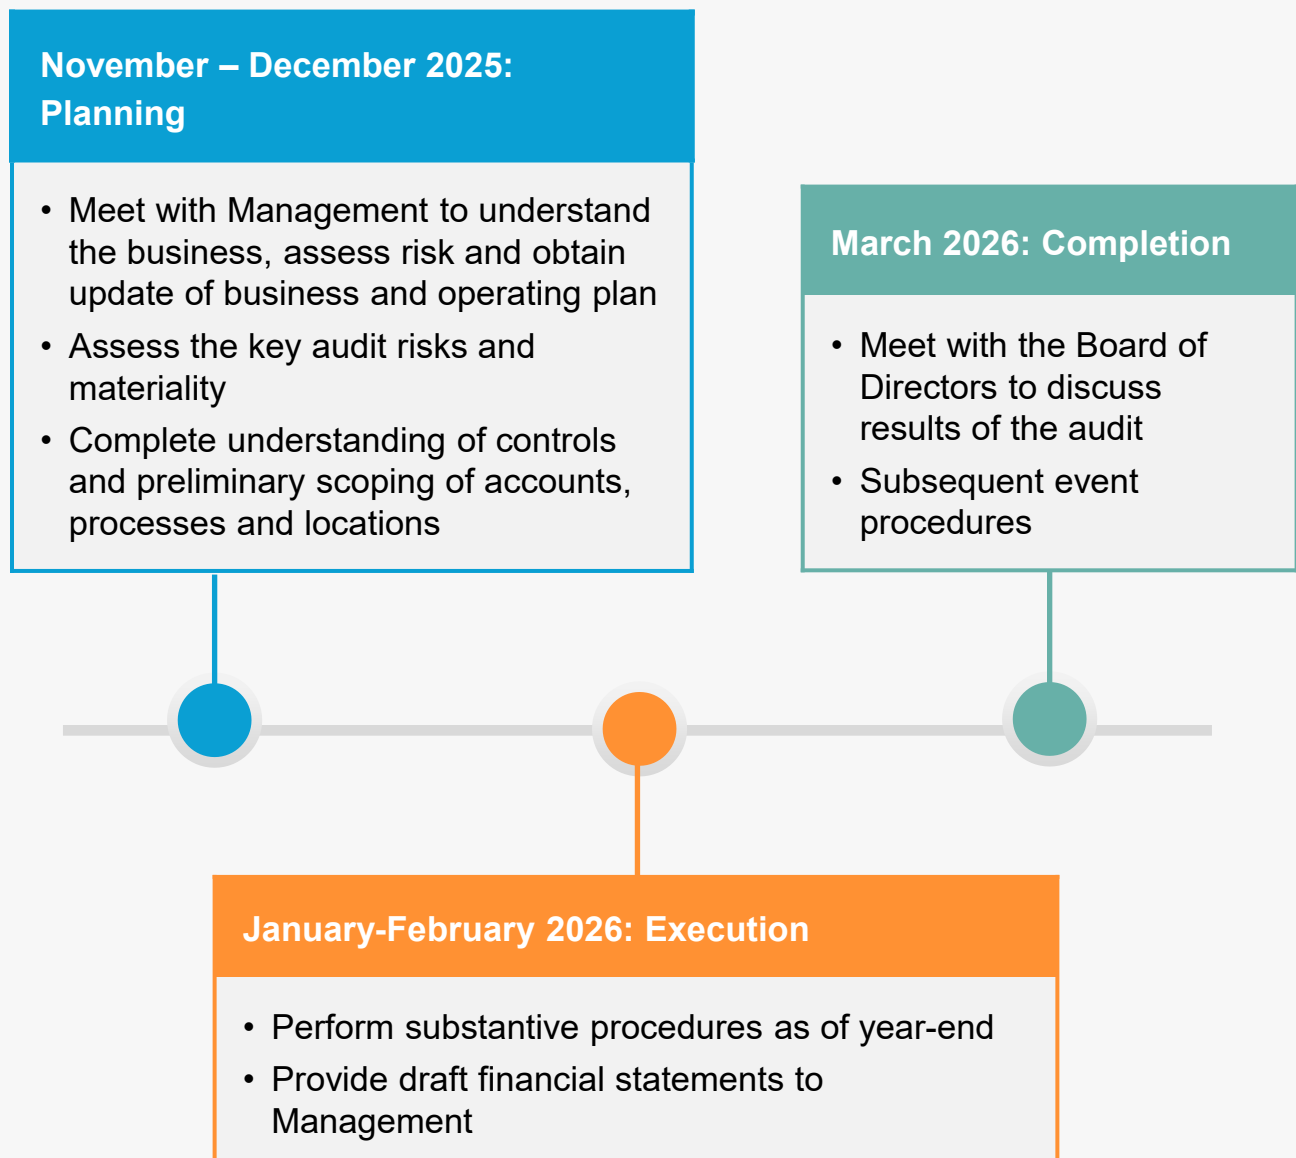 November – December 2025:
Planning
• Meet with Management to understand
the business, assess risk and obtain
update of business and operating plan
• Assess the key audit risks and
materiality
• Complete understanding of controls
and preliminary scoping of accounts,
processes and locations
March 2026: Completion
• Meet with the Board of
Directors to discuss
results of the audit
• Subsequent event
procedures
January-February 2026: Execution
• Perform substantive procedures as of year-end
• Provide draft financial statements to
Management